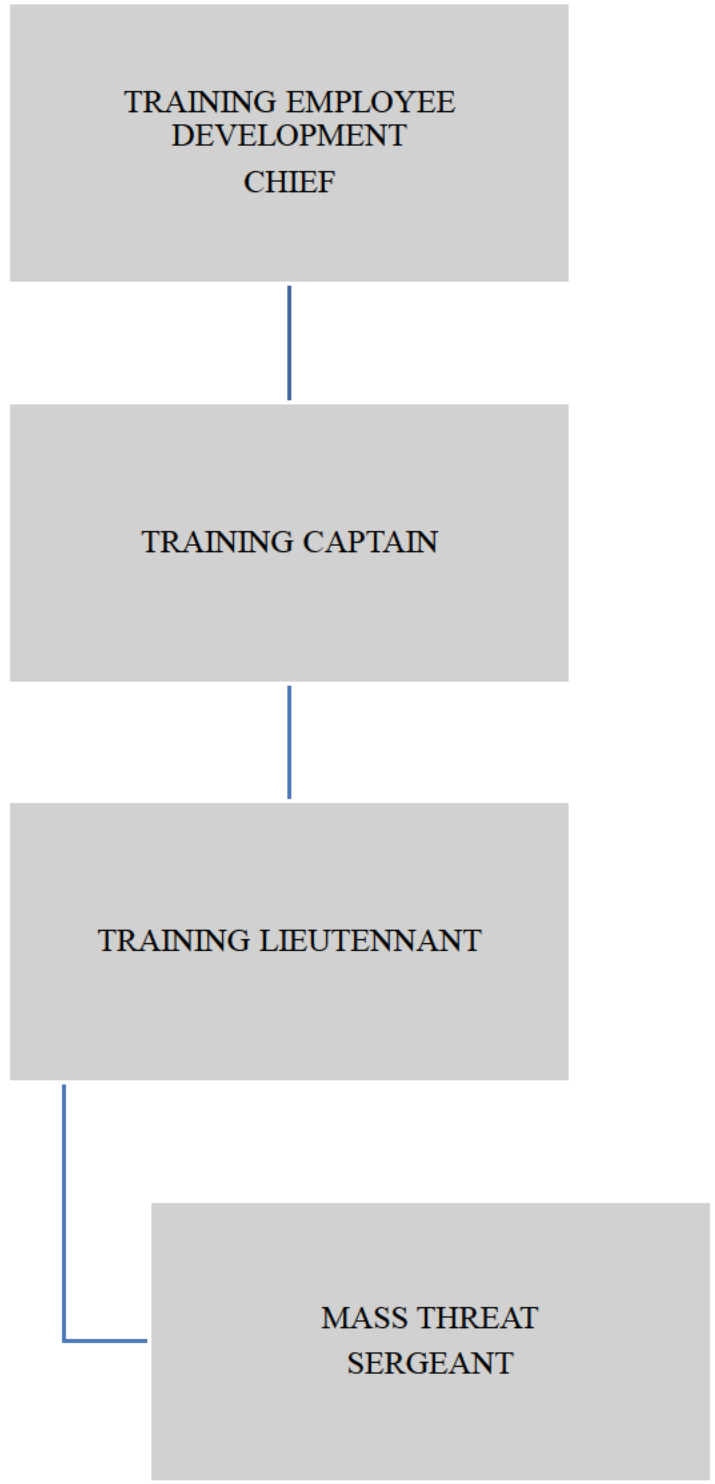 TRAINING EMPLOYEE
DEVELOPMENT
CHIEF
TRAINING CAPTAIN
TRAINING LIEUTENNANT
MASS THREAT
SERGEANT